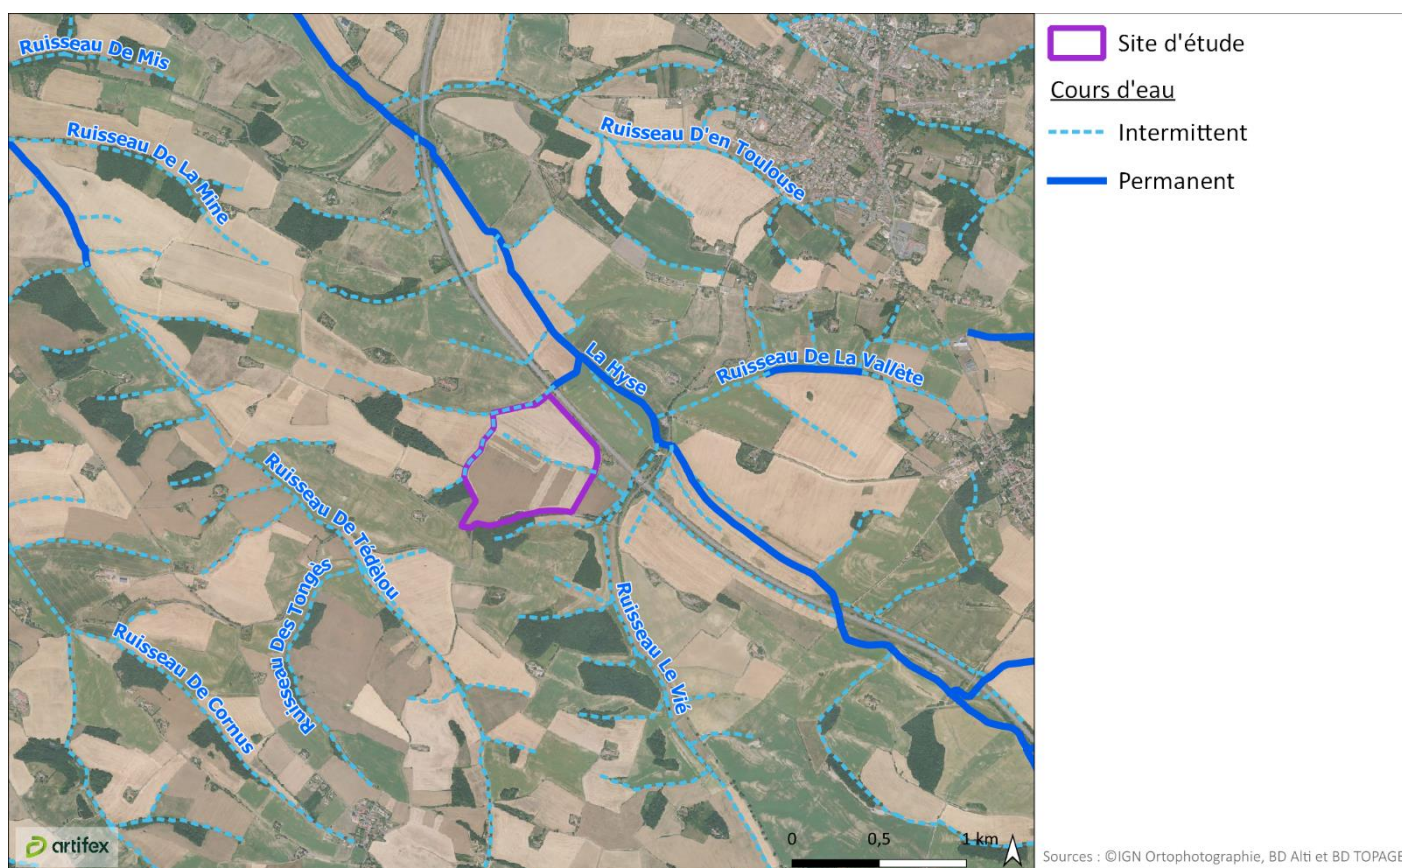 Ruisseau De Mis
Ruisseau De La Mine
Ruisseau D'en Toulouse
La Hyse
Ruisseau De La Vallète
Ruisseau De Tédèlou
Ruisseau Des Tongès
Ruisseau De Cornus
Ruisseau Le Vié
artifex
0 0,5 1 km
Site d'étude
Cours d'eau
Intermittent
Permanent
Sources : ©IGN Ortophotographie, BD Alti et BD TOPAGE